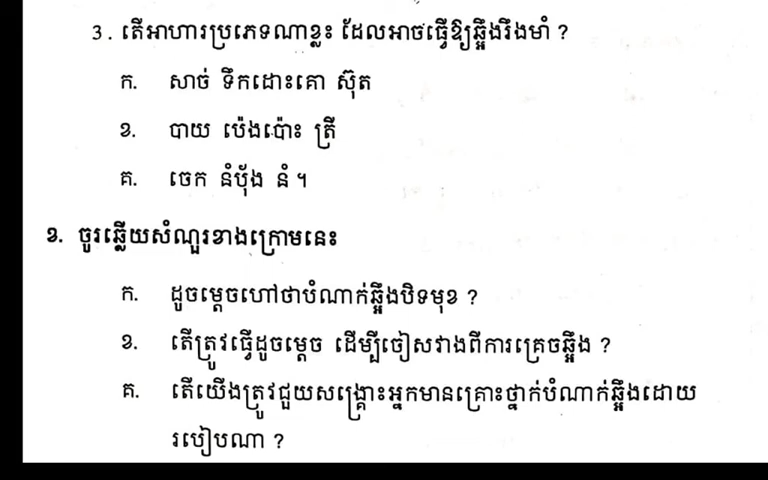 3. តើអាហារប្រភេទណាខ្លះ ដែលអាចធ្វើឱ្យឆ្អឹងរឹងមាំ ?
ក. សាច់ ទឹកដោះគោ ស៊ុត
ខ. បាយ ប៉េងប៉ោះ ត្រី
គ. ចេក នំប៉័ង នំ ។
ខ. ចូរឆ្លើយសំណួរខាងក្រោមនេះ
ក. ដូចម្ដេចហៅថាបំណាក់ឆ្អឹងបិទមុខ ?
ខ. តើត្រូវធ្វើដូចម្ដេច ដើម្បីចៀសវាងពីការគ្រេចឆ្អឹង ?
គ. តើយើងត្រូវជួយសង្គ្រោះអ្នកមានគ្រោះថ្នាក់បំណាក់ឆ្អឹងដោយ
របៀបណា ?